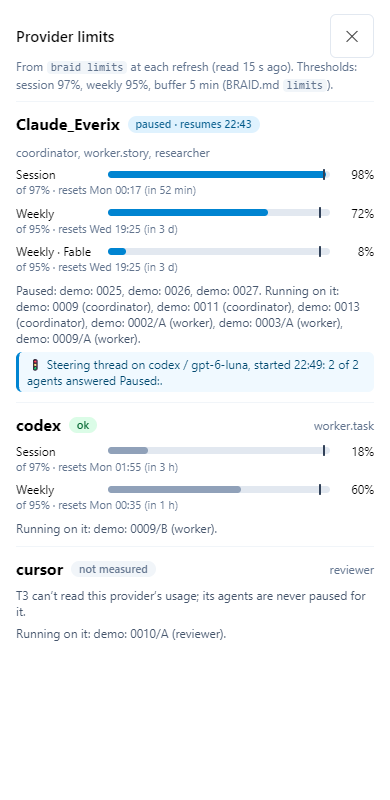 Provider limits
From braid limits at each refresh (read 15 s ago). Thresholds:
session 97%, weekly 95%, buffer 5 min (BRAID.md limits ).
Claude_Everix paused · resumes 22:43
coordinator, worker.story, researcher
Session 98%
of 97% · resets Mon 00:17 (in 52 min)
Weekly 72%
of 95% · resets Wed 19:25 (in 3 d)
Weekly · Fable 8%
of 95% · resets Wed 19:25 (in 3 d)
Paused: demo: 0025, demo: 0026, demo: 0027. Running on it:
demo: 0009 (coordinator), demo: 0011 (coordinator), demo: 0013
(coordinator), demo: 0002/A (worker), demo: 0003/A (worker),
demo: 0009/A (worker).
🚦 Steering thread on codex / gpt-6-luna, started 22:49: 2 of 2
agents answered Paused:.
codex ok worker.task
Session 18%
of 97% · resets Mon 01:55 (in 3 h)
Weekly 60%
of 95% · resets Mon 00:35 (in 1 h)
Running on it: demo: 0009/B (worker).
cursor not measured reviewer
T3 can't read this provider's usage; its agents are never paused for
it.
Running on it: demo: 0010/A (reviewer).